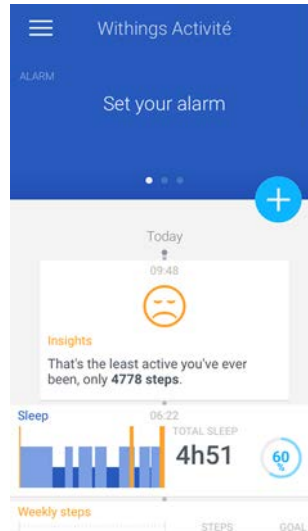 Withings Activité
ALARM
Set your alarm
Today
09:48
Insights
That's the least active you've ever
been, only 4778 steps.
Sleep
06:22
TOTAL SLEEP
4h51
60
%
Weekly steps
STEPS
GOAL